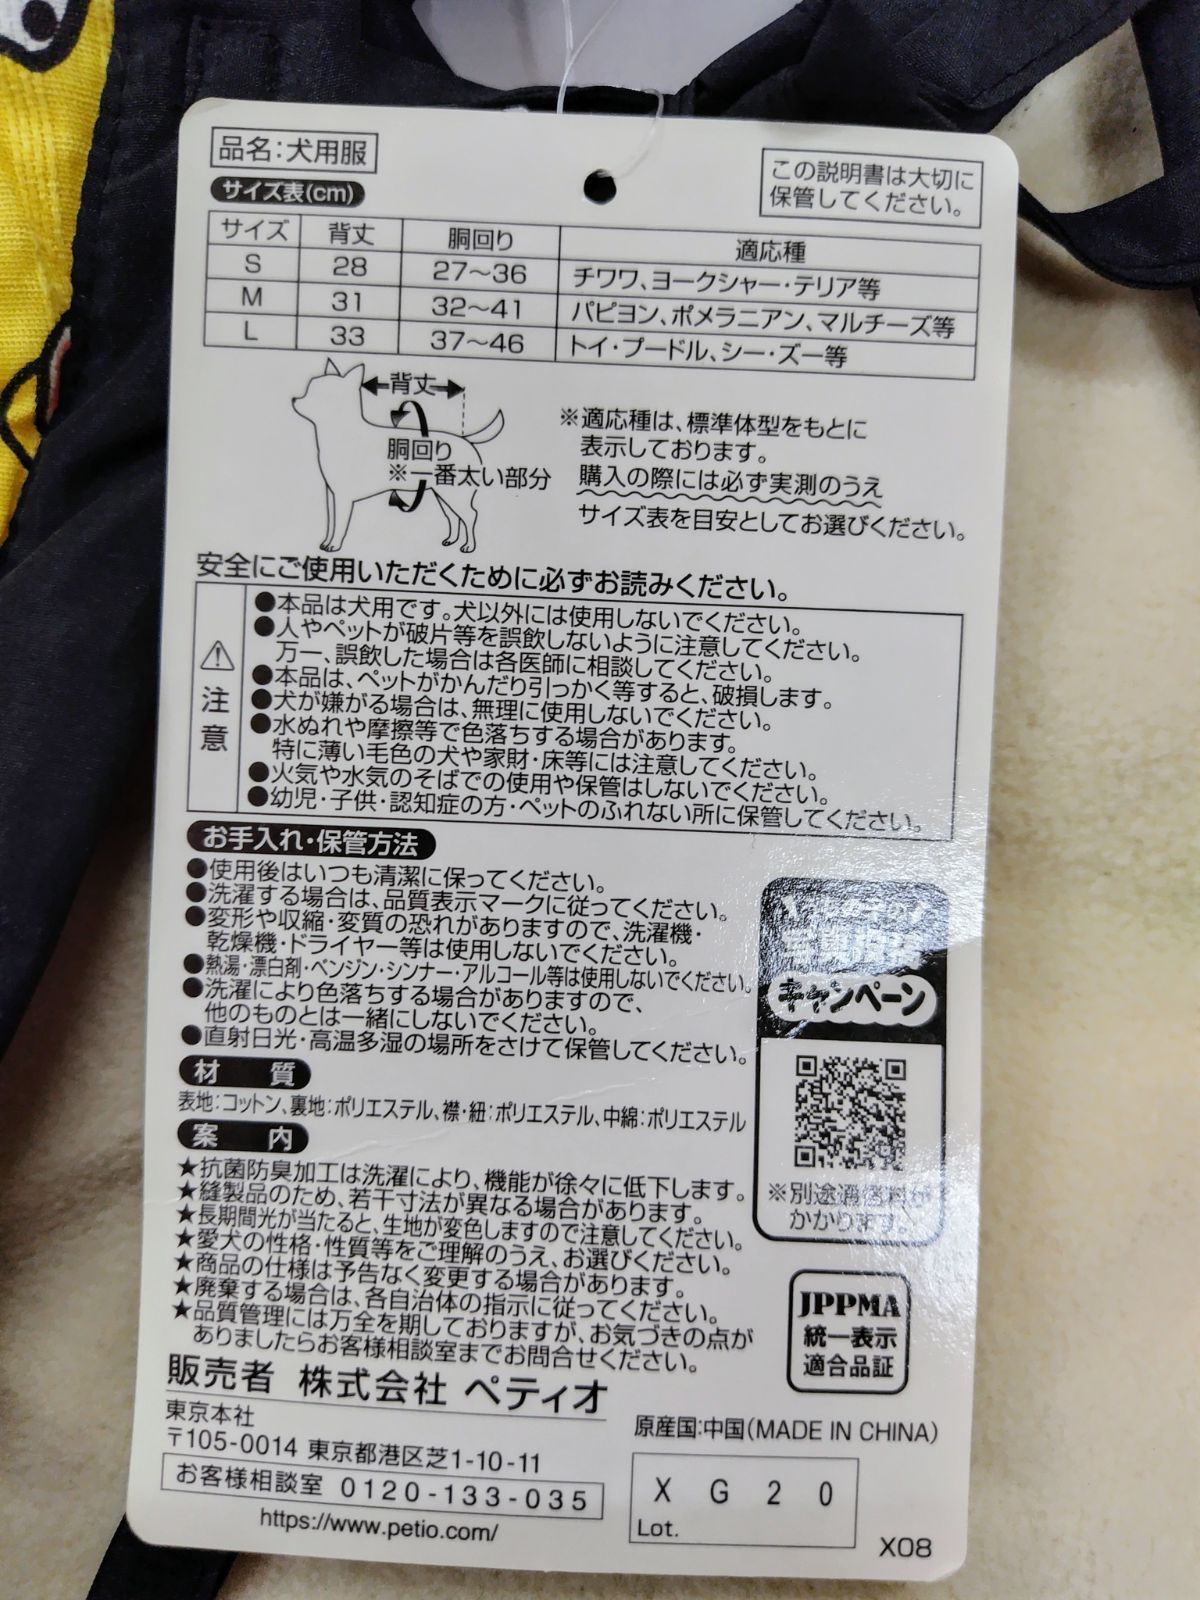 品名:犬用服
この説明書は大切に
保管してください。
サイズ表(cm)
サイズ 背丈 胴回り 適応種
S 28 27〜36 チワワ、ヨークシャー・テリア等
M 31 32〜41 パピヨン、ポメラニアン、マルチーズ等
L 33 37〜46 トイ・プードル、シー・ズー等
背丈
胴回り
※一番太い部分
※適応種は、標準体型をもとに
表示しております。
購入の際には必ず実測のうえ
サイズ表を目安としてお選びください。
安全にご使用いただくために必ずお読みください。
注意
●本品は犬用です。犬以外には使用しないでください。
●人やペットが破片等を誤飲しないように注意してください。
万一、誤飲した場合は各医師に相談してください。
●本品は、ペットがかんだり引っかく等すると、破損します。
●犬が嫌がる場合は、無理に使用しないでください。
●水ぬれや摩擦等で色落ちする場合があります。
特に薄い毛色の犬や家財・床等には注意してください。
●火気や水気のそばでの使用や保管はしないでください。
●幼児・子供・認知症の方・ペットのふれない所に保管してください。
お手入れ・保管方法
●使用後はいつも清潔に保ってください。
●洗濯する場合は、品質表示マークに従ってください。
●変形や収縮・変質の恐れがありますので、洗濯機・
乾燥機・ドライヤー等は使用しないでください。
●熱湯・漂白剤・ベンジン・シンナー・アルコール等は使用しないでください。
●洗濯により色落ちする場合がありますので、
他のものとは一緒にしないでください。
●直射日光・高温多湿の場所をさけて保管してください。
キャンペーン
※別途通信料が
かかります。
材 質
表地:コットン、裏地:ポリエステル、襟・紐:ポリエステル、中綿:ポリエステル
案 内
★抗菌防臭加工は洗濯により、機能が徐々に低下します。
★縫製品のため、若干寸法が異なる場合があります。
★長期間光が当たると、生地が変色しますので注意してください。
★愛犬の性格・性質等をご理解のうえ、お選びください。
★商品の仕様は予告なく変更する場合があります。
★廃棄する場合は、各自治体の指示に従ってください。
★品質管理には万全を期しておりますが、お気づきの点が
ありましたらお客様相談室までお問合せください。
JPPMA
統一表示
適合品証
販売者 株式会社 ペティオ
東京本社
〒105-0014 東京都港区芝1-10-11
お客様相談室 0120-133-035
https://www.petio.com/
原産国:中国(MADE IN CHINA)
X G 2 0
Lot.
X08